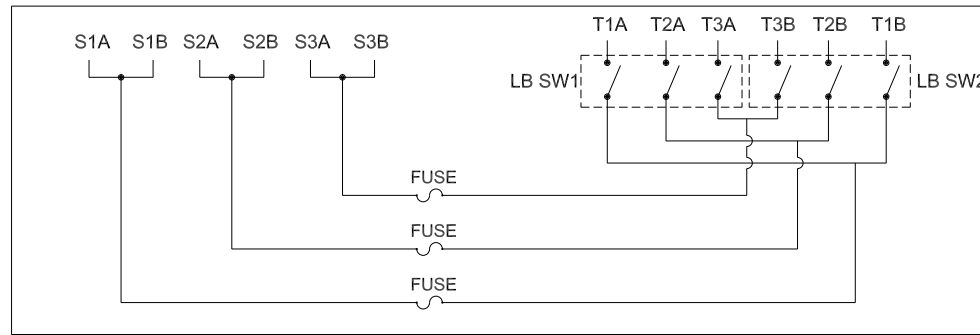 S1A S1B S2A S2B S3A S3B
T1A T2A T3A T3B T2B T1B
LB SW1
LB SW2
FUSE
FUSE
FUSE